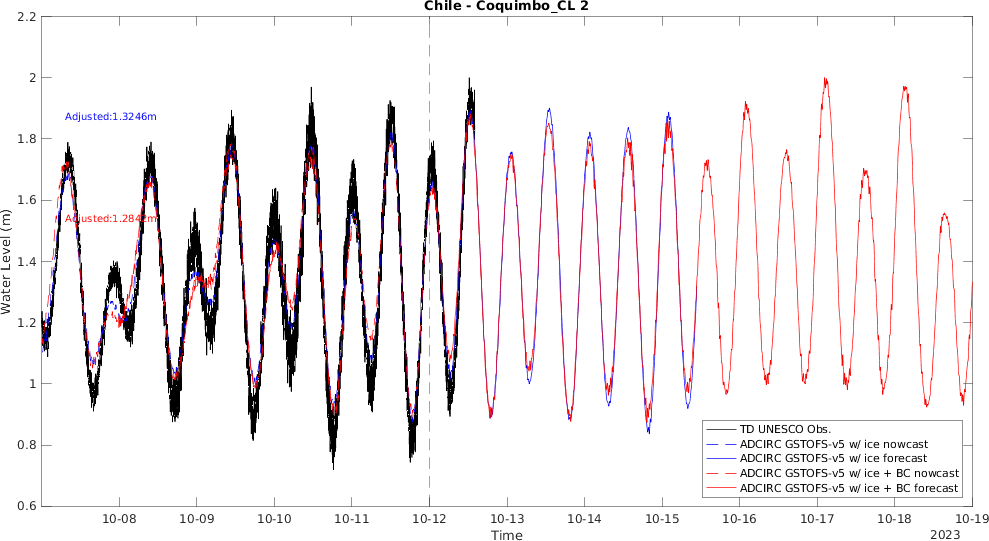 Chile - Coquimbo_CL 2
2.2
2
1.8
1.6
1.4
1.2
1
0.8
0.6
Water Level (m)
Adjusted:1.3246m
Adjusted:1.2842m
TD UNESCO Obs.
ADCIRC GSTOFS-v5 w/ ice nowcast
ADCIRC GSTOFS-v5 w/ ice forecast
ADCIRC GSTOFS-v5 w/ ice + BC nowcast
ADCIRC GSTOFS-v5 w/ ice + BC forecast
10-08 10-09 10-10 10-11 10-12 10-13 10-14 10-15 10-16 10-17 10-18 10-19
Time
2023